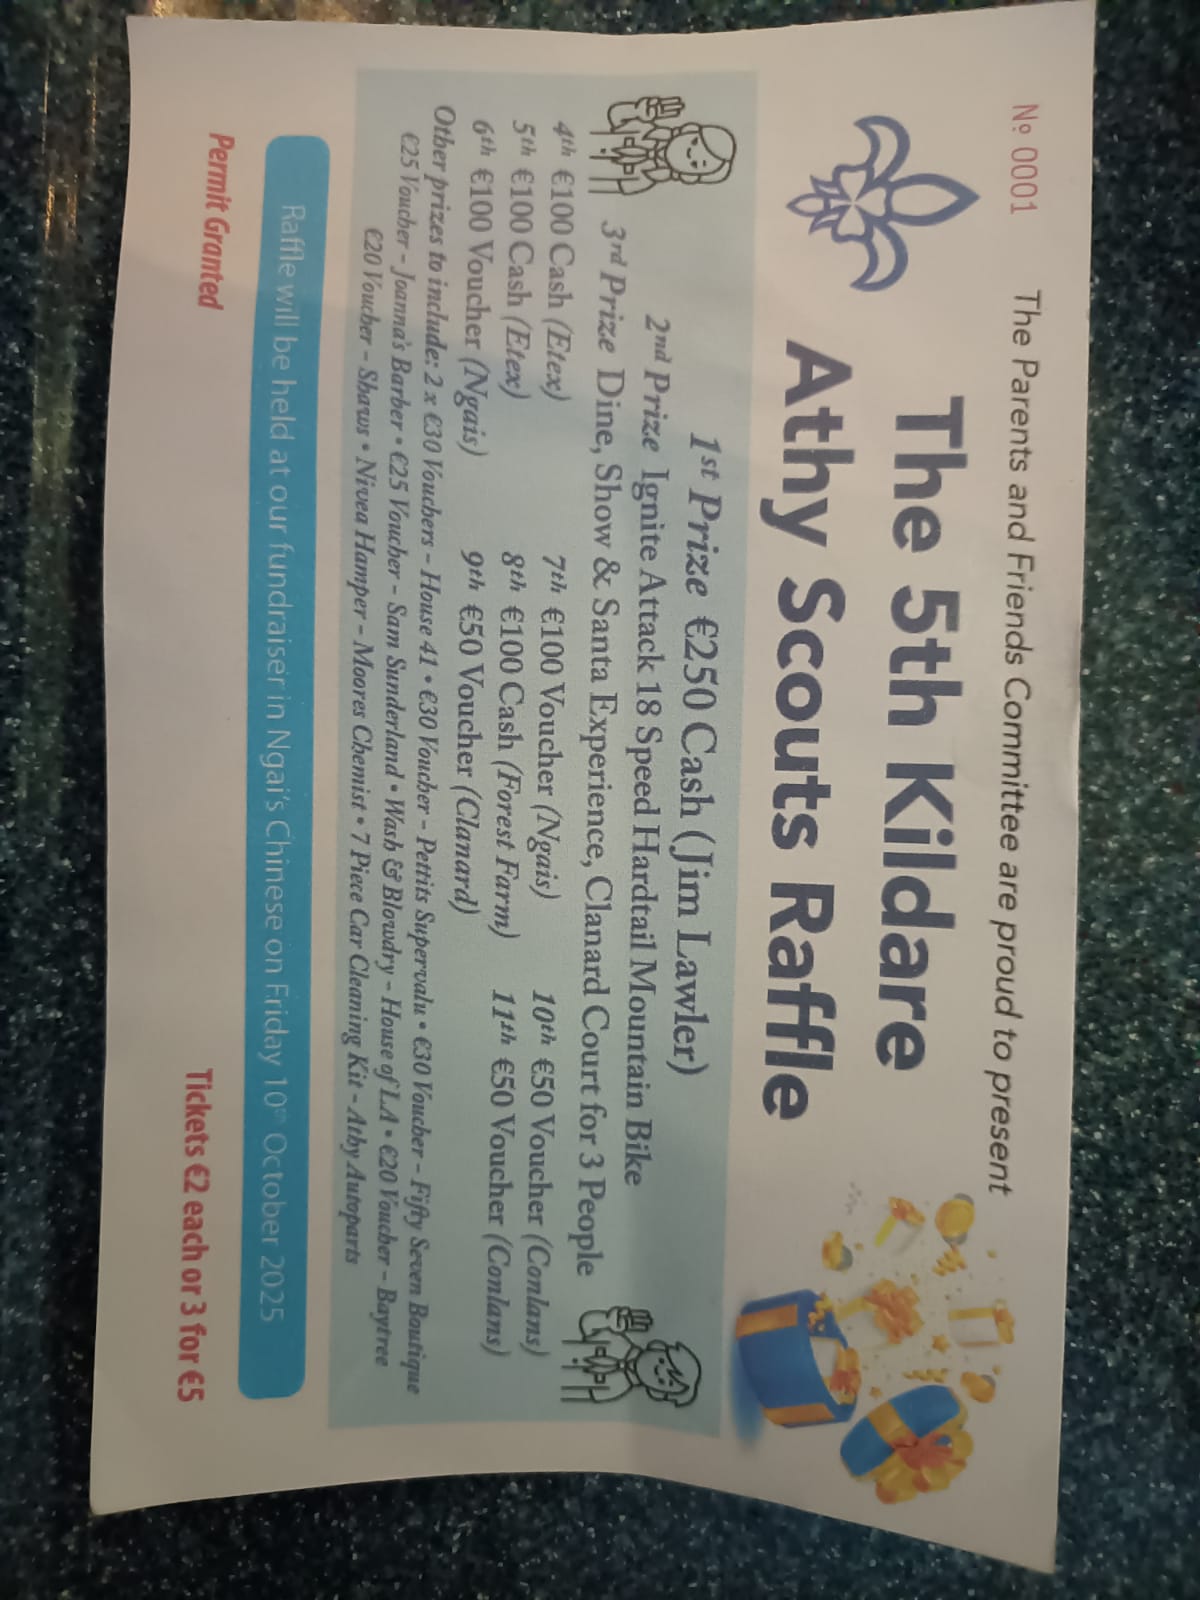 Nº 0001
The Parents and Friends Committee are proud to present
The 5th Kildare
Athy Scouts Raffle
1st Prize €250 Cash (Jim Lawler)
2nd Prize Ignite Attack 18 Speed Hardtail Mountain Bike
3rd Prize Dine, Show & Santa Experience, Clanard Court for 3 People
4th €100 Cash (Etex)
5th €100 Cash (Etex)
6th €100 Voucher (Ngais)
7th €100 Voucher (Ngais)
8th €100 Cash (Forest Farm)
9th €50 Voucher (Clanard)
10th €50 Voucher (Conlans)
11th €50 Voucher (Conlans)
Other prizes to include: 2 x €30 Vouchers – House 41 • €30 Voucher – Pettits Supervalu • €30 Voucher – Fifty Seven Boutique
€25 Voucher – Joanna's Barber • €25 Voucher – Sam Sunderland • Wash & Blowdry – House of LA • €20 Voucher – Baytree
€20 Voucher – Shaws • Nivea Hamper – Moores Chemist • 7 Piece Car Cleaning Kit – Athy Autoparts
Raffle will be held at our fundraiser in Ngai's Chinese on Friday 10th October 2025
Permit Granted
Tickets €2 each or 3 for €5